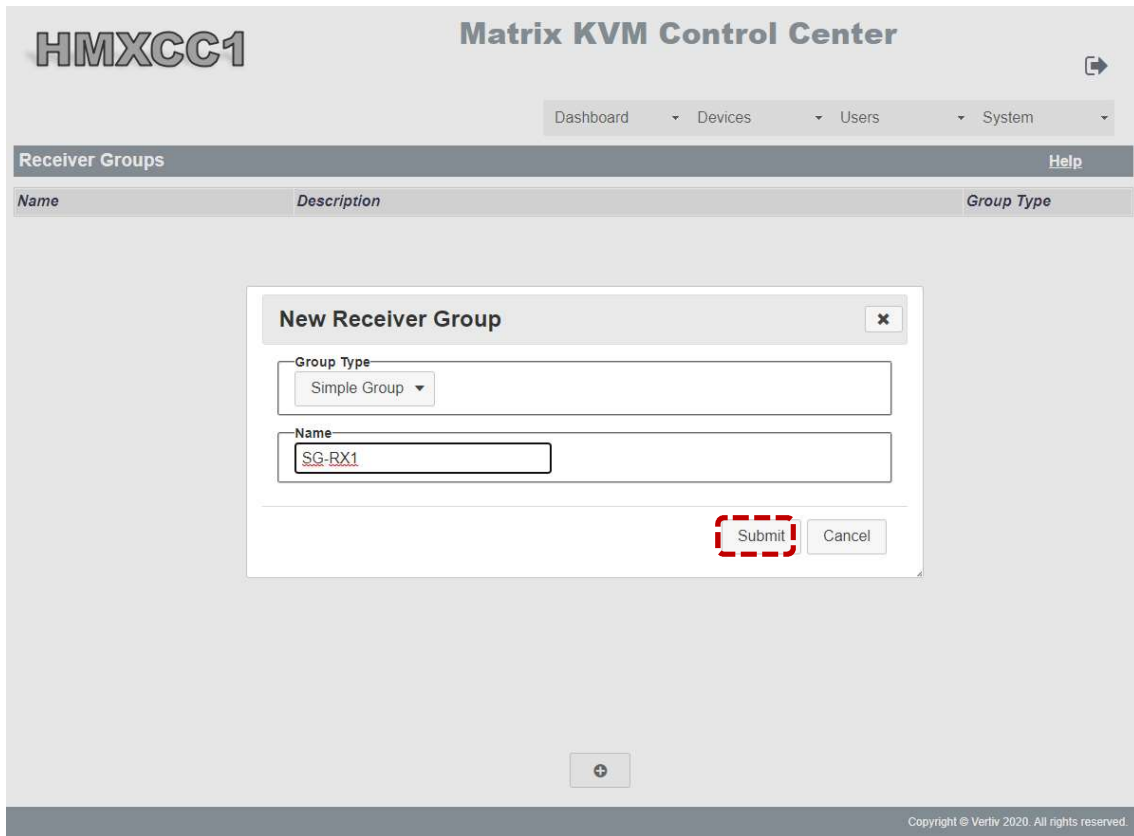 HMXCC1
Matrix KVM Control Center
Dashboard Devices Users System
Receiver Groups Help
Name Description Group Type
New Receiver Group
Group Type
Simple Group
Name
SG-RX1
Submit Cancel
Copyright © Vertiv 2020. All rights reserved.